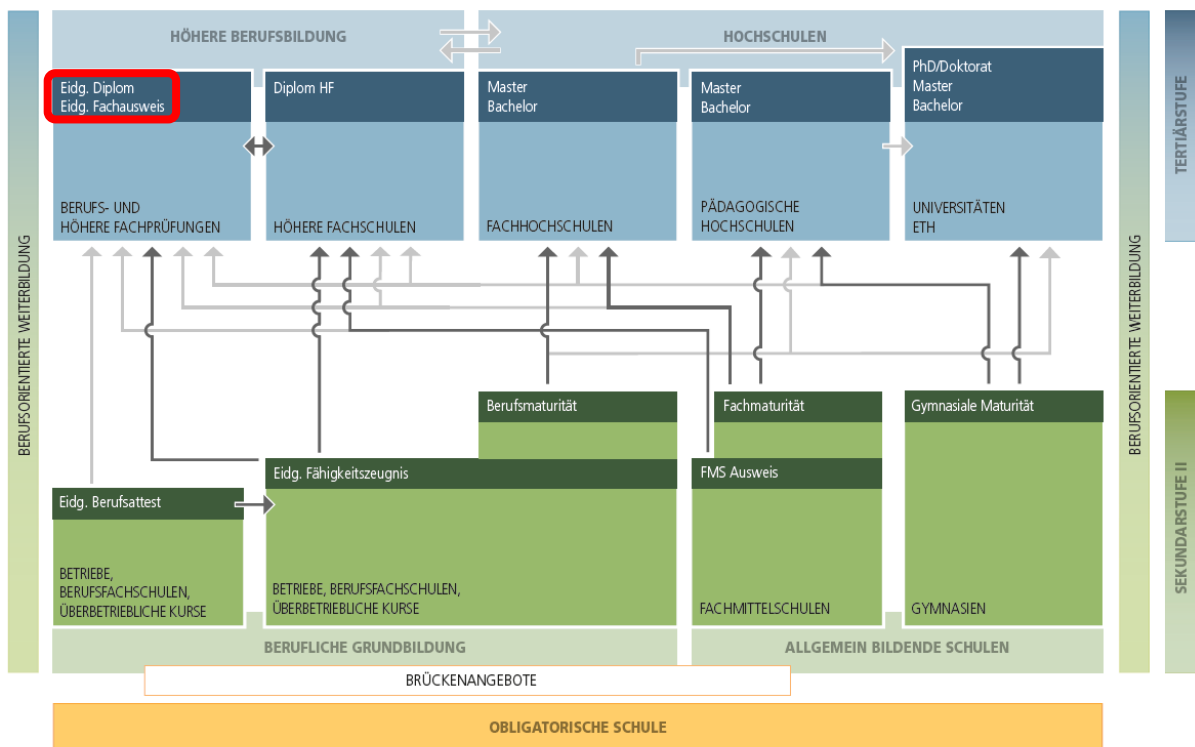 HÖHERE BERUFSBILDUNG
HOCHSCHULEN
Eidg. Diplom
Eidg. Fachausweis
Diplom HF
Master
Bachelor
Master
Bachelor
PhD/Doktorat
Master
Bachelor
BERUFS- UND
HÖHERE FACHPRÜFUNGEN
HÖHERE FACHSCHULEN
FACHHOCHSCHULEN
PÄDAGOGISCHE
HOCHSCHULEN
UNIVERSITÄTEN
ETH
TERTIÄRSTUFE
BERUFSORIENTIERTE WEITERBILDUNG
BERUFSORIENTIERTE WEITERBILDUNG
Berufsmaturität
Fachmaturität
Gymnasiale Maturität
Eidg. Fähigkeitszeugnis
FMS Ausweis
Eidg. Berufsattest
BETRIEBE,
BERUFSFACHSCHULEN,
ÜBERBETRIEBLICHE KURSE
BETRIEBE, BERUFSFACHSCHULEN,
ÜBERBETRIEBLICHE KURSE
FACHMITTELSCHULEN
GYMNASIEN
SEKUNDARSTUFE II
BERUFLICHE GRUNDBILDUNG
ALLGEMEIN BILDENDE SCHULEN
BRÜCKENANGEBOTE
OBLIGATORISCHE SCHULE